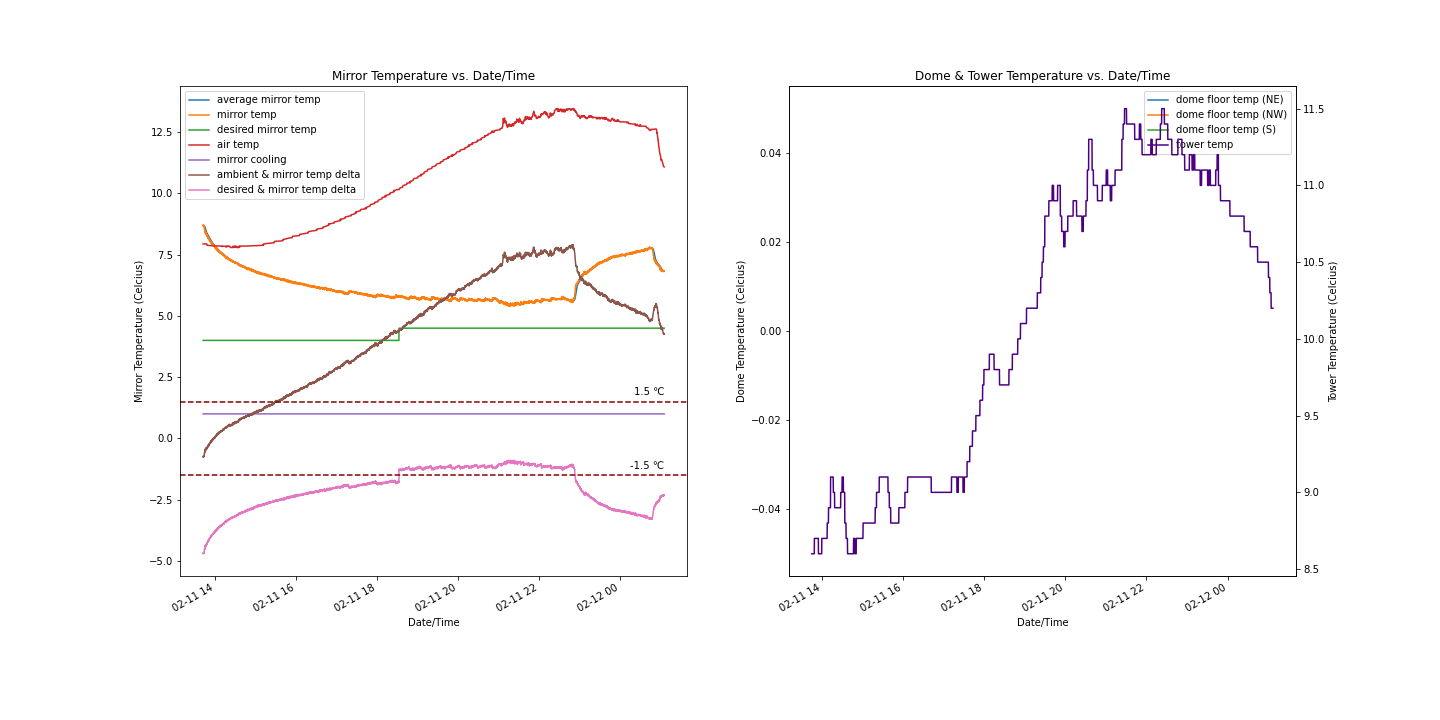 Mirror Temperature vs. Date/Time
average mirror temp
mirror temp
desired mirror temp
air temp
mirror cooling
ambient & mirror temp delta
desired & mirror temp delta
12.5
10.0
7.5
5.0
2.5
0.0
−2.5
−5.0
Mirror Temperature (Celcius)
1.5 °C
-1.5 °C
02-11 14
02-11 16
02-11 18
02-11 20
02-11 22
02-12 00
Date/Time
Dome & Tower Temperature vs. Date/Time
dome floor temp (NE)
dome floor temp (NW)
dome floor temp (S)
tower temp
0.04
0.02
0.00
−0.02
−0.04
Dome Temperature (Celcius)
11.5
11.0
10.5
10.0
9.5
9.0
8.5
Tower Temperature (Celcius)
02-11 14
02-11 16
02-11 18
02-11 20
02-11 22
02-12 00
Date/Time